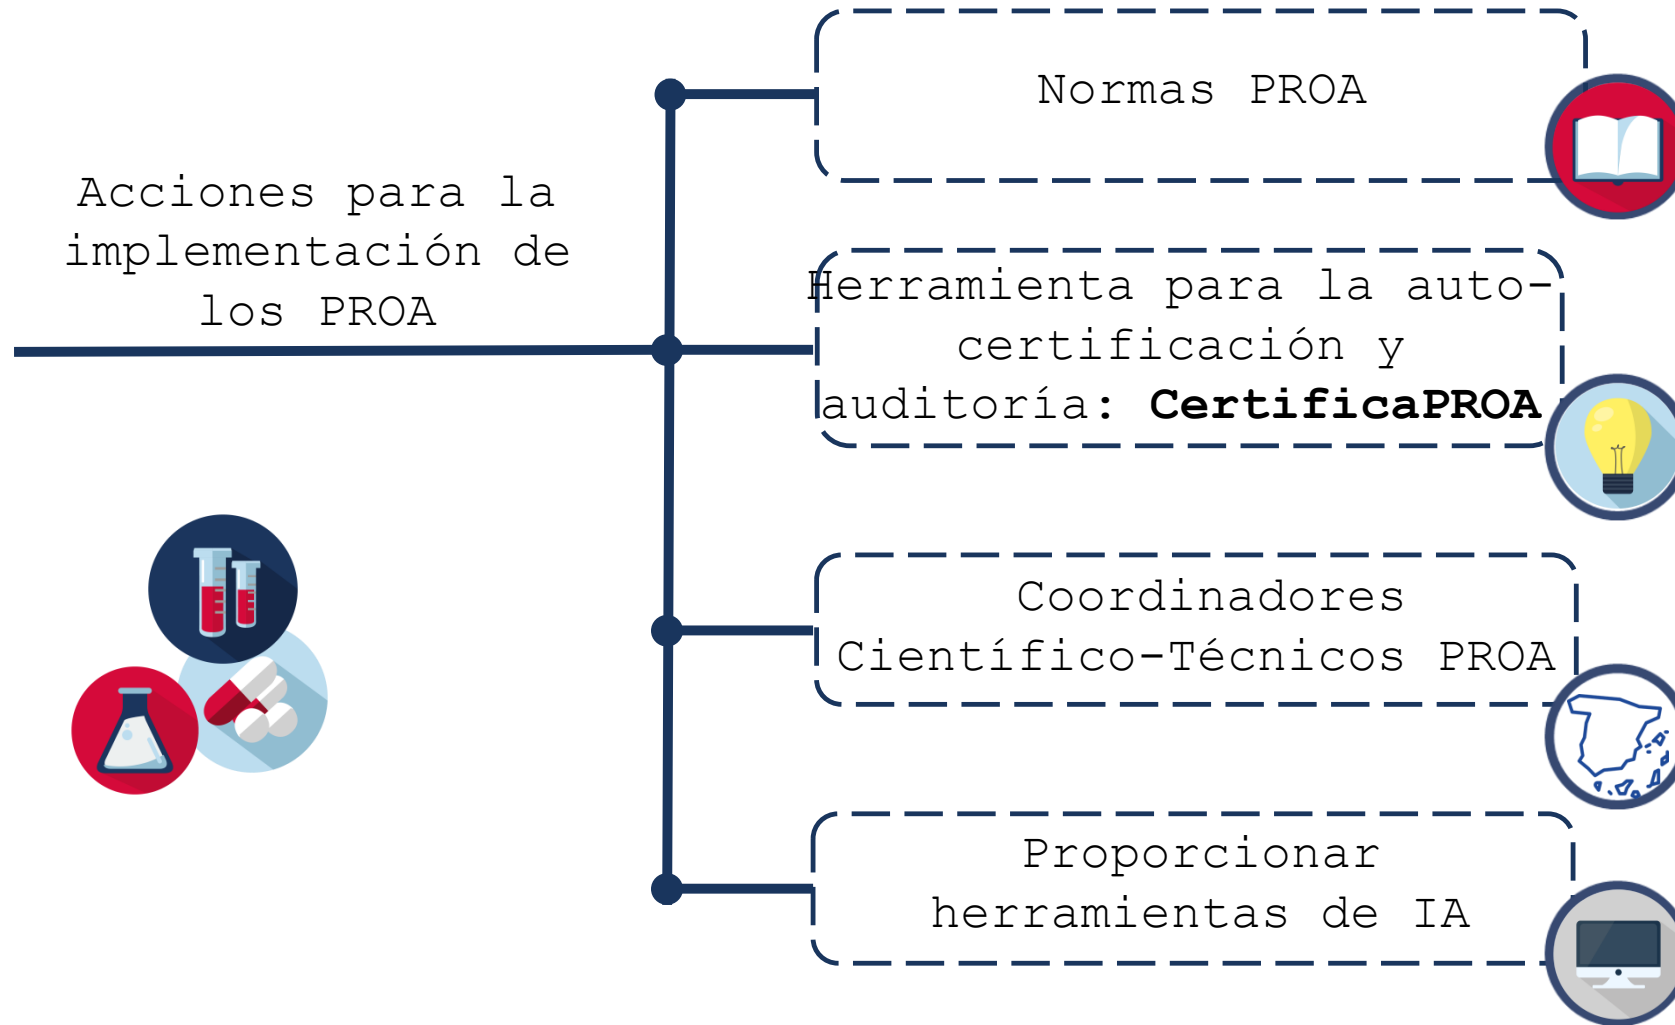 Acciones para la
implementación de
los PROA
Normas PROA
Herramienta para la auto-
certificación y
auditoría: CertificaPROA
Coordinadores
Científico-Técnicos PROA
Proporcionar
herramientas de IA